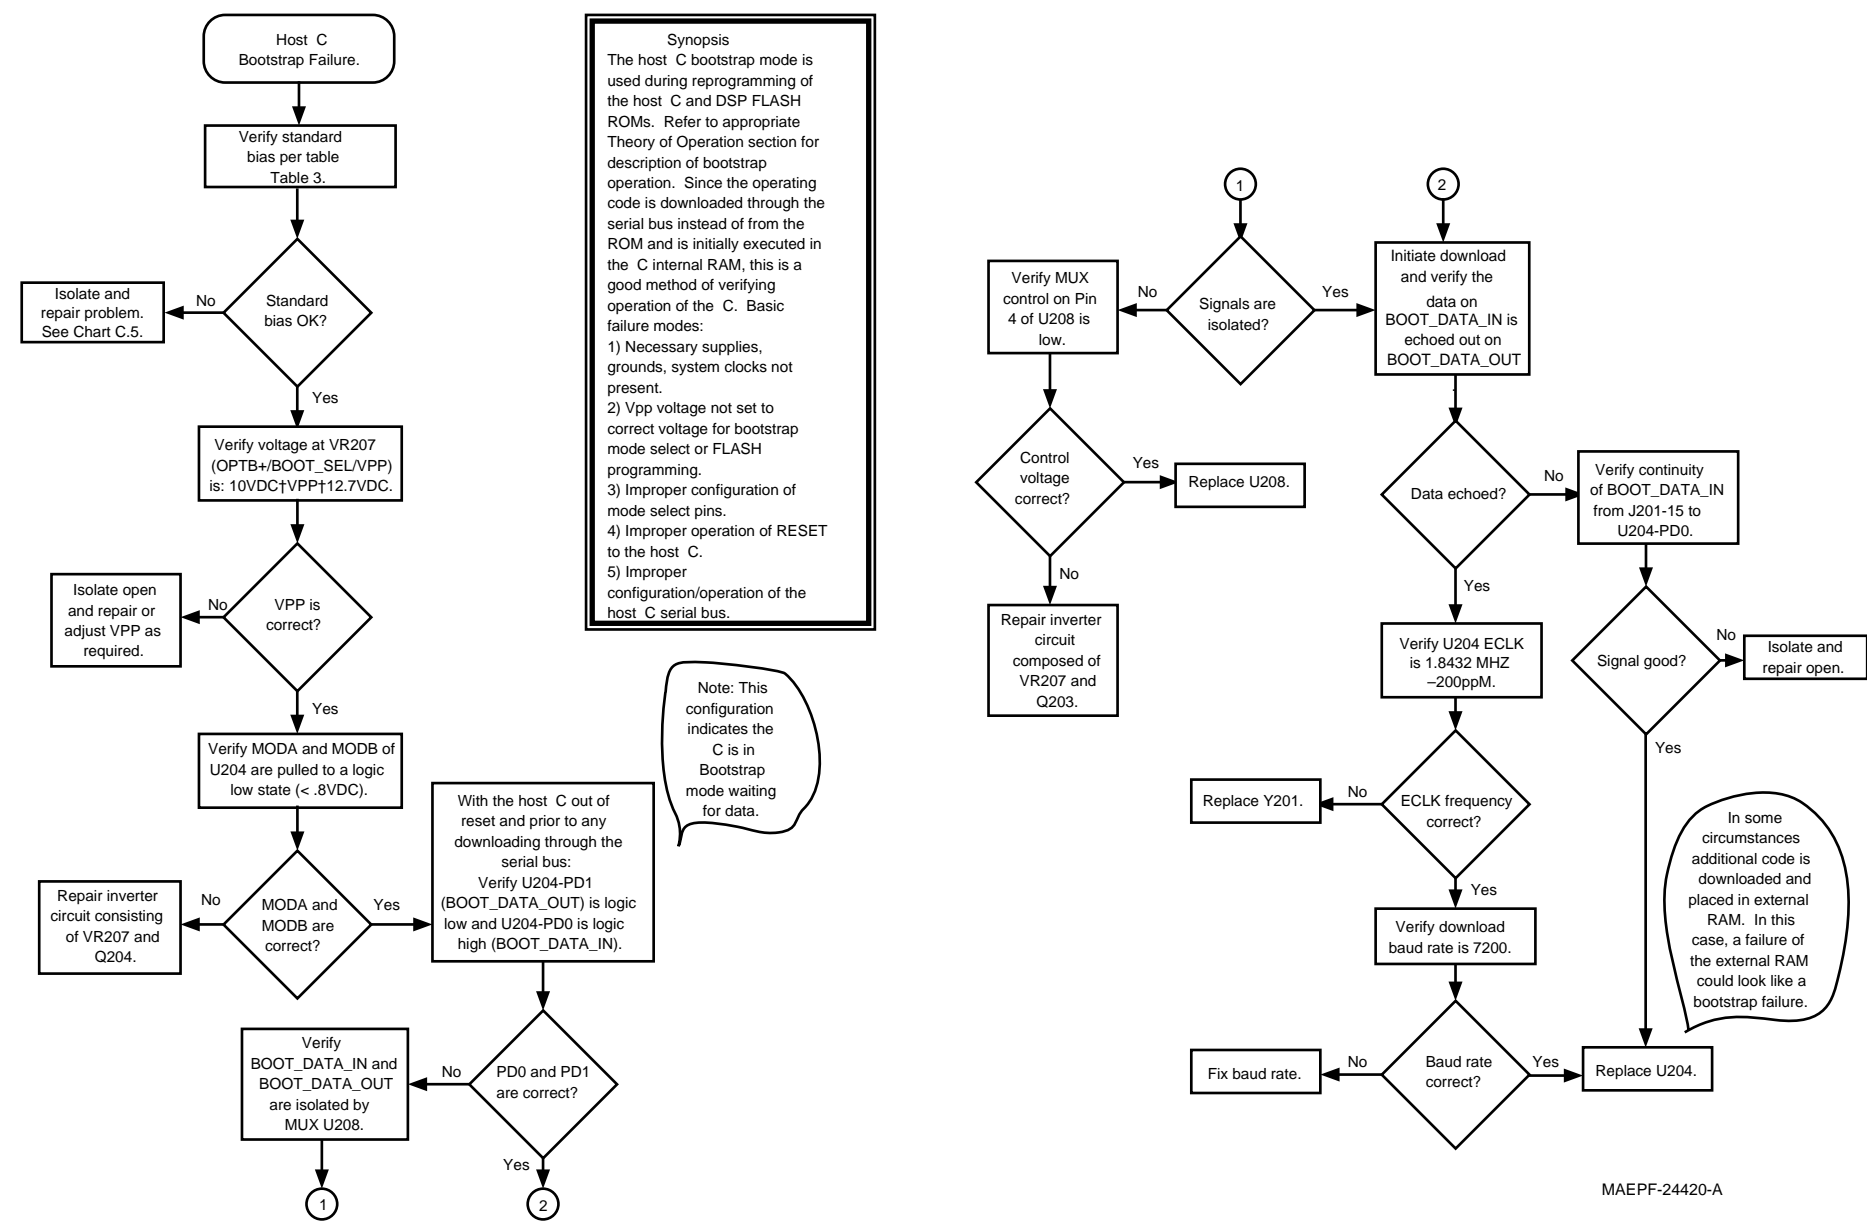 Host  C
Bootstrap Failure.
Verify standard
bias per table
Table 3.
Standard
bias OK?
No
Isolate and
repair problem.
See Chart C.5.
Yes
Verify voltage at VR207
(OPTB+/BOOT_SEL/VPP)
is: 10VDC†VPP†12.7VDC.
VPP is
correct?
No
Isolate open
and repair or
adjust VPP as
required.
Yes
Verify MODA and MODB of
U204 are pulled to a logic
low state (< .8VDC).
MODA and
MODB are
correct?
No
Repair inverter
circuit consisting
of VR207 and
Q204.
Yes
With the host  C out of
reset and prior to any
downloading through the
serial bus:
Verify U204-PD1
(BOOT_DATA_OUT) is logic
low and U204-PD0 is logic
high (BOOT_DATA_IN).
Note: This
configuration
indicates the
C is in
Bootstrap
mode waiting
for data.
PD0 and PD1
are correct?
No
Verify
BOOT_DATA_IN and
BOOT_DATA_OUT
are isolated by
MUX U208.
1
Yes
2
Synopsis
The host  C bootstrap mode is
used during reprogramming of
the host  C and DSP FLASH
ROMs.  Refer to appropriate
Theory of Operation section for
description of bootstrap
operation.  Since the operating
code is downloaded through the
serial bus instead of from the
ROM and is initially executed in
the  C internal RAM, this is a
good method of verifying
operation of the  C.  Basic
failure modes:
1) Necessary supplies,
grounds, system clocks not
present.
2) Vpp voltage not set to
correct voltage for bootstrap
mode select or FLASH
programming.
3) Improper configuration of
mode select pins.
4) Improper operation of RESET
to the host  C.
5) Improper
configuration/operation of the
host  C serial bus.
1
Signals are
isolated?
No
Verify MUX
control on Pin
4 of U208 is
low.
Control
voltage
correct?
Yes
Replace U208.
No
Repair inverter
circuit
composed of
VR207 and
Q203.
Yes
2
Initiate download
and verify the
data on
BOOT_DATA_IN is
echoed out on
BOOT_DATA_OUT
Data echoed?
No
Verify continuity
of BOOT_DATA_IN
from J201-15 to
U204-PD0.
Signal good?
No
Isolate and
repair open.
Yes
Yes
Verify U204 ECLK
is 1.8432 MHZ
–200ppM.
ECLK frequency
correct?
No
Replace Y201.
Yes
Verify download
baud rate is 7200.
Baud rate
correct?
No
Fix baud rate.
Yes
Replace U204.
In some
circumstances
additional code is
downloaded and
placed in external
RAM.  In this
case, a failure of
the external RAM
could look like a
bootstrap failure.
MAEPF-24420-A